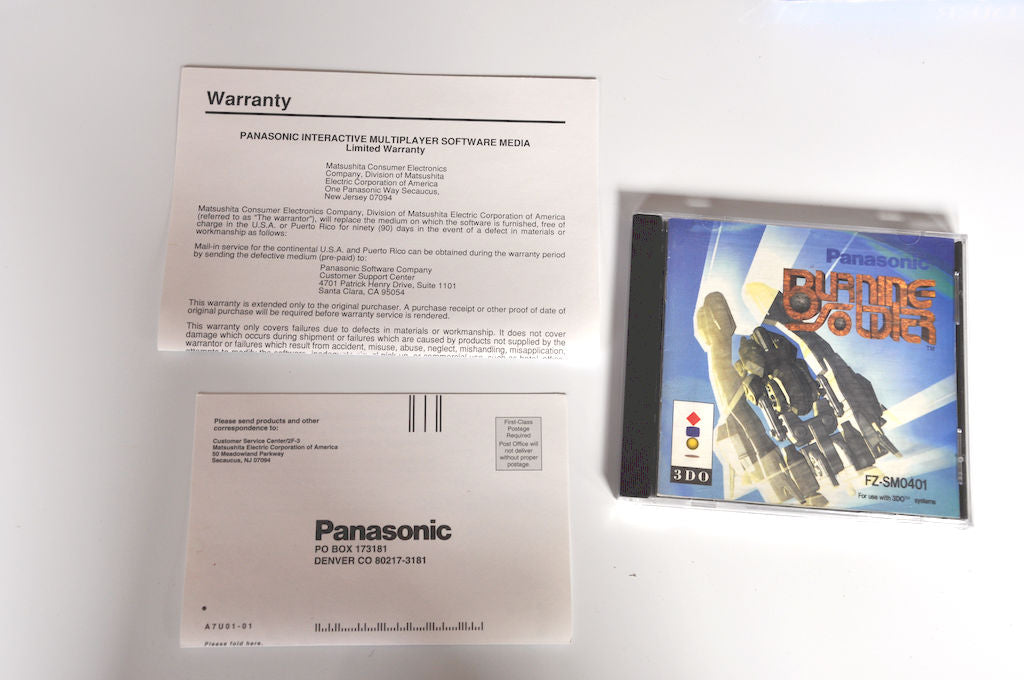 Warranty
PANASONIC INTERACTIVE MULTIPLAYER SOFTWARE MEDIA
Limited Warranty
Matsushita Consumer Electronics
Company, Division of Matsushita
Electric Corporation of America
One Panasonic Way Secaucus,
New Jersey 07094
Matsushita Consumer Electronics Company, Division of Matsushita Electric Corporation of America
(referred to as "The warrantor"), will replace the medium on which the software is furnished, free of
charge in the U.S.A. or Puerto Rico for ninety (90) days in the event of a defect in materials or
workmanship as follows:
Mail-in service for the continental U.S.A. and Puerto Rico can be obtained during the warranty period
by sending the defective medium (pre-paid) to:
Panasonic Software Company
Customer Support Center
4701 Patrick Henry Drive, Suite 1101
Santa Clara, CA 95054
This warranty is extended only to the original purchaser. A purchase receipt or other proof of date of
original purchase will be required before warranty service is rendered.
This warranty only covers failures due to defects in materials or workmanship. It does not cover
damage which occurs during shipment or failures which are caused by products not supplied by the
warrantor or failures which result from accident, misuse, abuse, neglect, mishandling, misapplication,
Please send products and other
correspondence to:
Customer Service Center/2F-3
Matsushita Electric Corporation of America
50 Meadowland Parkway
Secaucus, NJ 07094
First-Class
Postage
Required
Post Office will
not deliver
without proper
postage.
Panasonic
PO BOX 173181
DENVER CO 80217-3181
A7U01-01
Please fold here.
Panasonic
BURNING
SOLDIER
TM
3DO
FZ-SM0401
For use with 3DO™ systems